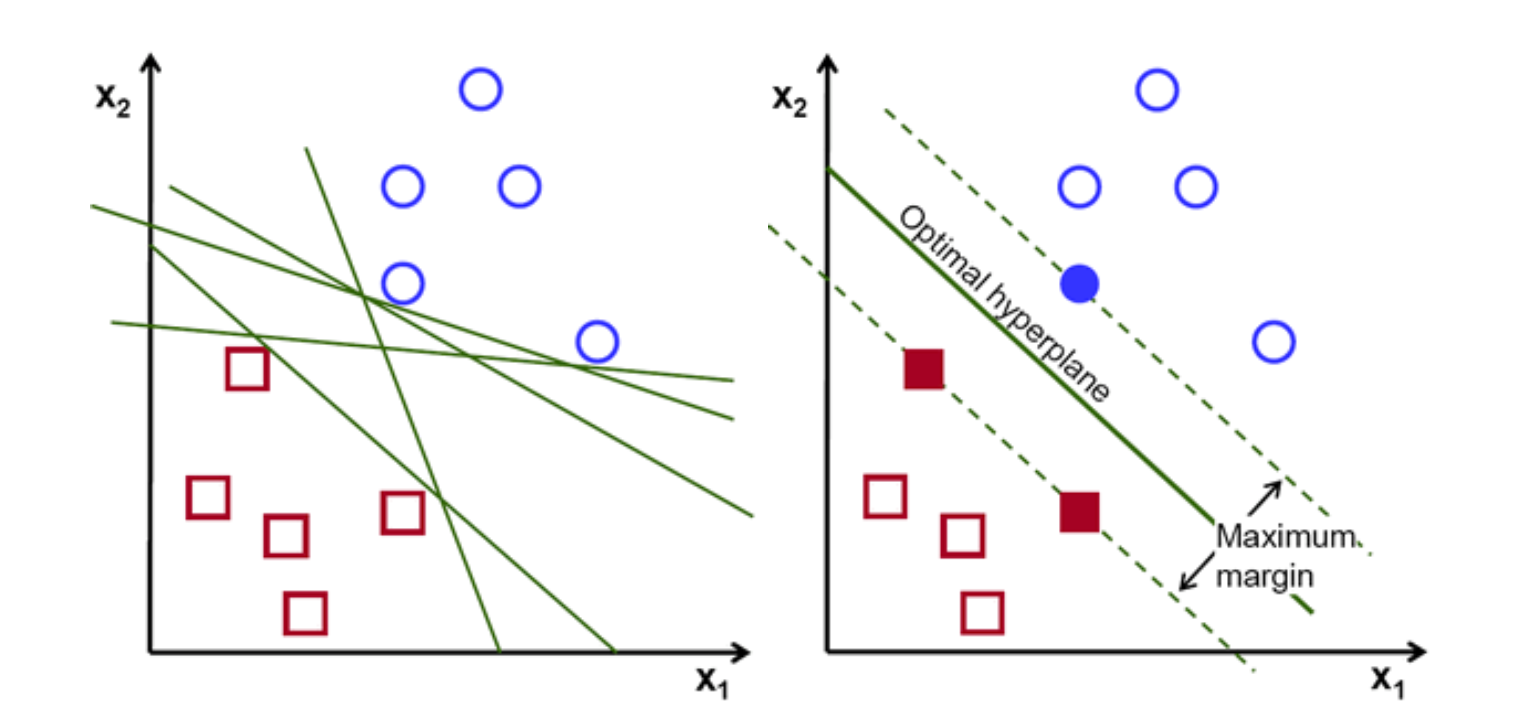 x₂
x₁
x₂
Optimal hyperplane
Maximum
margin
x₁